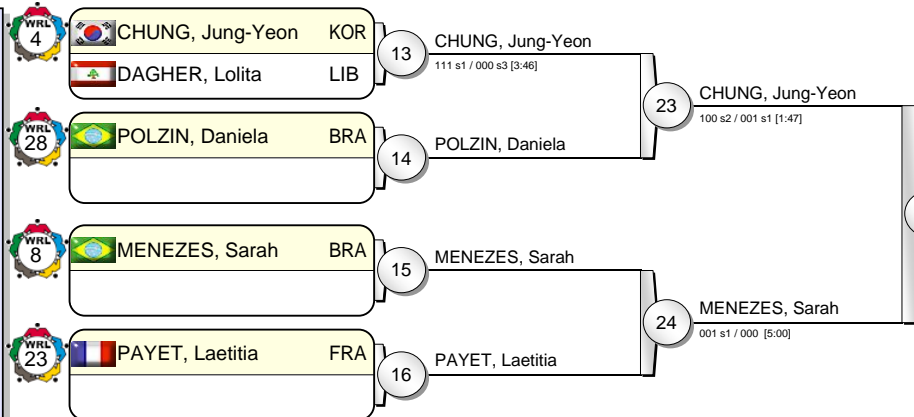 WRL
4
CHUNG, Jung-Yeon KOR
DAGHER, Lolita LIB
13
CHUNG, Jung-Yeon
111 s1 / 000 s3 [3:46]
WRL
28
POLZIN, Daniela BRA
14
POLZIN, Daniela
23
CHUNG, Jung-Yeon
100 s2 / 001 s1 [1:47]
WRL
8
MENEZES, Sarah BRA
15
MENEZES, Sarah
WRL
23
PAYET, Laetitia FRA
16
PAYET, Laetitia
24
MENEZES, Sarah
001 s1 / 000 [5:00]